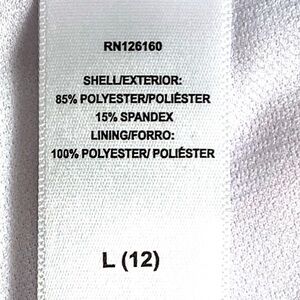 RN126160
SHELL/EXTERIOR:
85% POLYESTER/POLIÉSTER
15% SPANDEX
LINING/FORRO:
100% POLYESTER/ POLIÉSTER
L (12)